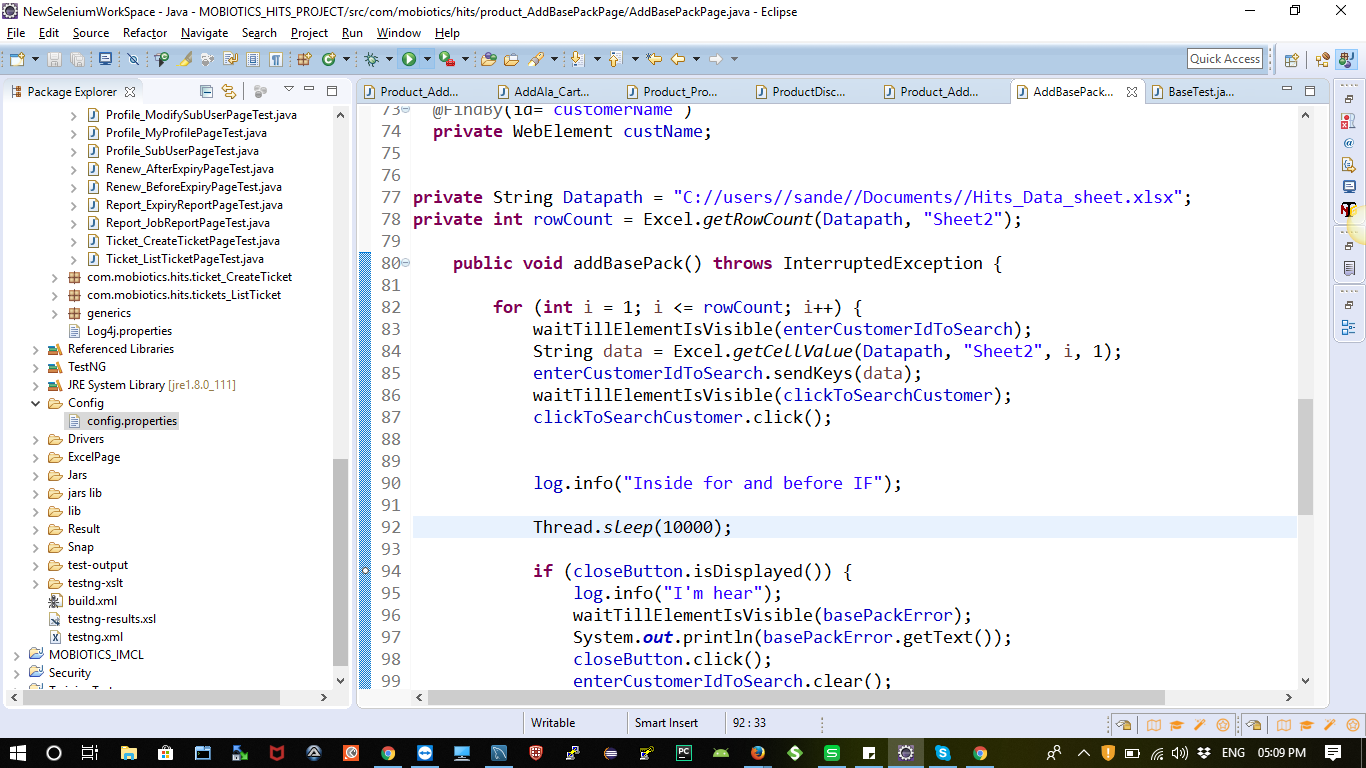 NewSeleniumWorkSpace - Java - MOBIOTICS_HITS_PROJECT/src/com/mobiotics/hits/product_AddBasePackPage/AddBasePackPage.java - Eclipse
File Edit Source Refactor Navigate Search Project Run Window Help
Quick Access
Package Explorer
Product_Add... AddAla_Cart... Product_Pro... ProductDisc... Product_Add... AddBasePack... BaseTest.ja...
Profile_ModifySubUserPageTest.java
Profile_MyProfilePageTest.java
Profile_SubUserPageTest.java
Renew_AfterExpiryPageTest.java
Renew_BeforeExpiryPageTest.java
Report_ExpiryReportPageTest.java
Report_JobReportPageTest.java
Ticket_CreateTicketPageTest.java
Ticket_ListTicketPageTest.java
com.mobiotics.hits.ticket_CreateTicket
com.mobiotics.hits.tickets_ListTicket
generics
Log4j.properties
Referenced Libraries
TestNG
JRE System Library [jre1.8.0_111]
Config
config.properties
Drivers
ExcelPage
Jars
jars lib
lib
Result
Snap
test-output
testng-xslt
build.xml
testng-results.xsl
testng.xml
MOBIOTICS_IMCL
Security
73 @FindBy(id="customerName")
74 private WebElement custName;
75
76
77 private String Datapath = "C://users//sande//Documents//Hits_Data_sheet.xlsx";
78 private int rowCount = Excel.getRowCount(Datapath, "Sheet2");
79
80 public void addBasePack() throws InterruptedException {
81
82 for (int i = 1; i <= rowCount; i++) {
83 waitTillElementIsVisible(enterCustomerIdToSearch);
84 String data = Excel.getCellValue(Datapath, "Sheet2", i, 1);
85 enterCustomerIdToSearch.sendKeys(data);
86 waitTillElementIsVisible(clickToSearchCustomer);
87 clickToSearchCustomer.click();
88
89
90 log.info("Inside for and before IF");
91
92 Thread.sleep(10000);
93
94 if (closeButton.isDisplayed()) {
95 log.info("I'm hear");
96 waitTillElementIsVisible(basePackError);
97 System.out.println(basePackError.getText());
98 closeButton.click();
99 enterCustomerIdToSearch.clear();
Writable Smart Insert 92 : 33
ENG 05:09 PM